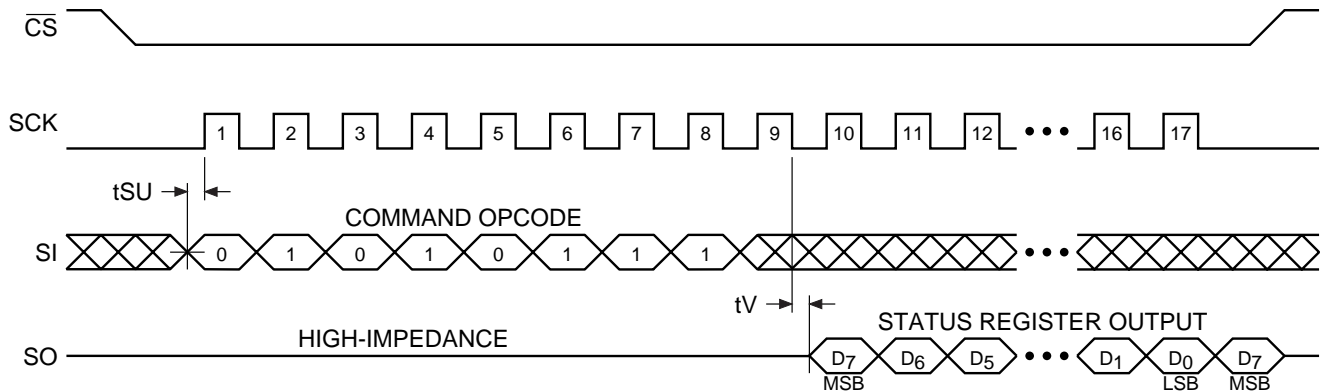 CS
SCK 1 2 3 4 5 6 7 8 9 10 11 12 ••• 16 17
tSU
COMMAND OPCODE
SI 0 1 0 1 0 1 1 1 •••
tV
HIGH-IMPEDANCE STATUS REGISTER OUTPUT
SO D7 D6 D5 ••• D1 D0 D7
MSB LSB MSB